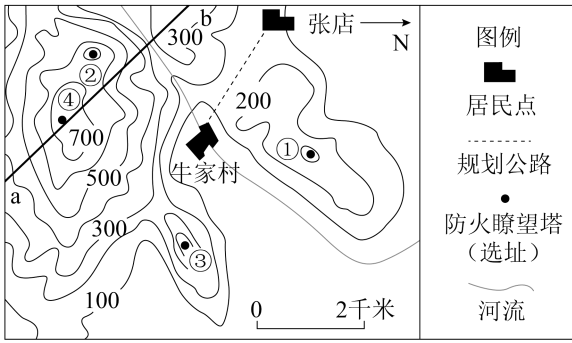 300
b
张店
N
200
②
④
700
①
500
牛家村
a
300
③
100
0
2千米
图例
居民点
规划公路
防火瞭望塔
(选址)
河流